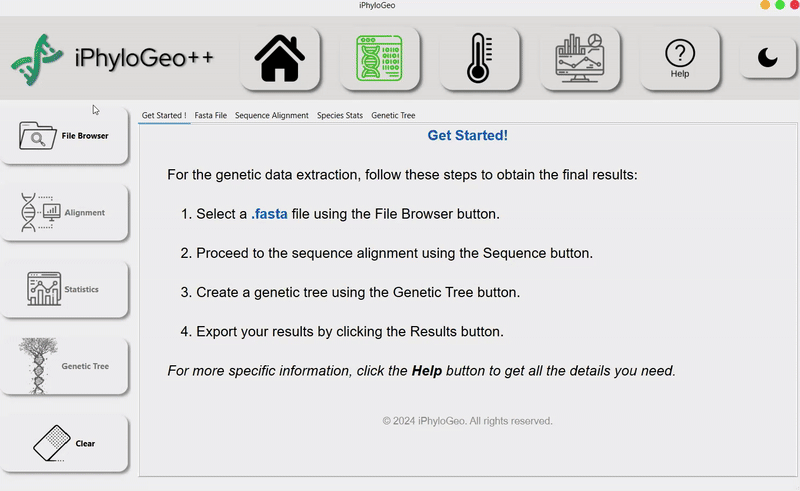 iPhyloGeo
iPhyloGeo++
Help
File Browser
Alignment
Statistics
Genetic Tree
Clear
Get Started !
Fasta File
Sequence Alignment
Species Stats
Genetic Tree
Get Started!
For the genetic data extraction, follow these steps to obtain the final results:
1. Select a .fasta file using the File Browser button.
2. Proceed to the sequence alignment using the Sequence button.
3. Create a genetic tree using the Genetic Tree button.
4. Export your results by clicking the Results button.
For more specific information, click the Help button to get all the details you need.
© 2024 iPhyloGeo. All rights reserved.